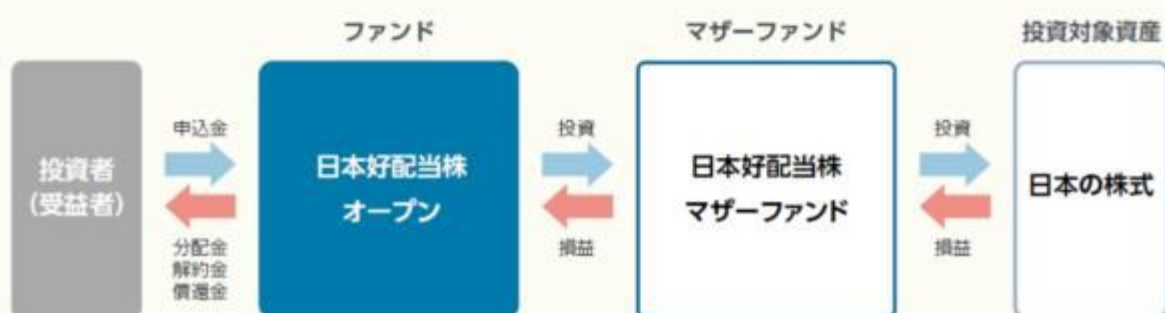 ファンド
マザーファンド
投資対象資産
投資者
(受益者)
申込金
分配金
解約金
償還金
日本好配当株
オープン
投資
損益
日本好配当株
マザーファンド
投資
損益
日本の株式